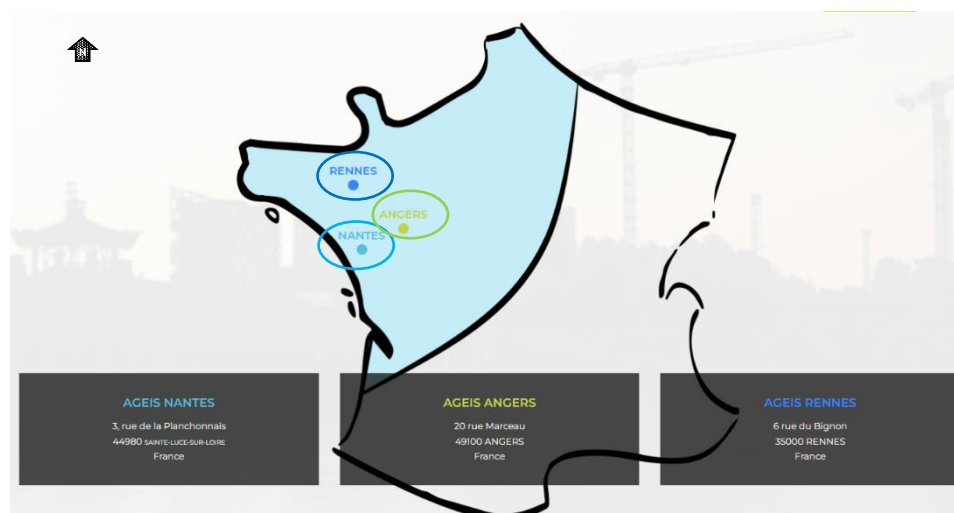 N
RENNES
ANGERS
NANTES
AGEIS NANTES
3, rue de la Planchonnais
44980 SAINTE-LUCE-SUR-LOIRE
France
AGEIS ANGERS
20 rue Marceau
49100 ANGERS
France
AGEIS RENNES
6 rue du Bignon
35000 RENNES
France